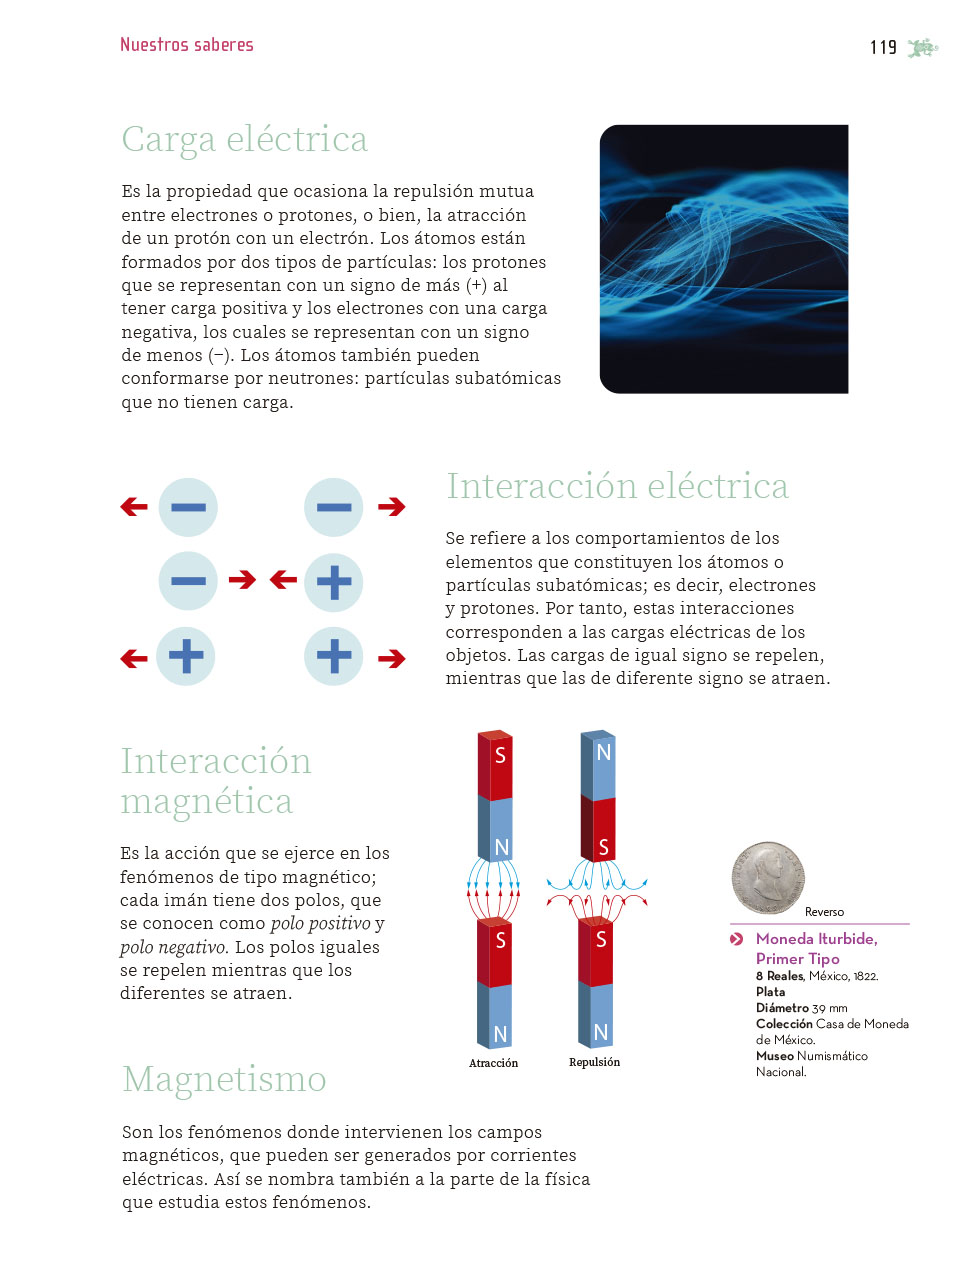 Nuestros saberes
119
Carga eléctrica
Es la propiedad que ocasiona la repulsión mutua
entre electrones o protones, o bien, la atracción
de un protón con un electrón. Los átomos están
formados por dos tipos de partículas: los protones
que se representan con un signo de más (+) al
tener carga positiva y los electrones con una carga
negativa, los cuales se representan con un signo
de menos (−). Los átomos también pueden
conformarse por neutrones: partículas subatómicas
que no tienen carga.
− −
− +
+ +
Interacción eléctrica
Se refiere a los comportamientos de los
elementos que constituyen los átomos o
partículas subatómicas; es decir, electrones
y protones. Por tanto, estas interacciones
corresponden a las cargas eléctricas de los
objetos. Las cargas de igual signo se repelen,
mientras que las de diferente signo se atraen.
Interacción
magnética
Es la acción que se ejerce en los
fenómenos de tipo magnético;
cada imán tiene dos polos, que
se conocen como polo positivo y
polo negativo. Los polos iguales
se repelen mientras que los
diferentes se atraen.
S
N
S
N
Atracción
N
S
S
N
Repulsión
Reverso
Moneda Iturbide,
Primer Tipo
8 Reales, México, 1822.
Plata
Diámetro 39 mm
Colección Casa de Moneda
de México.
Museo Numismático
Nacional.
Magnetismo
Son los fenómenos donde intervienen los campos
magnéticos, que pueden ser generados por corrientes
eléctricas. Así se nombra también a la parte de la física
que estudia estos fenómenos.